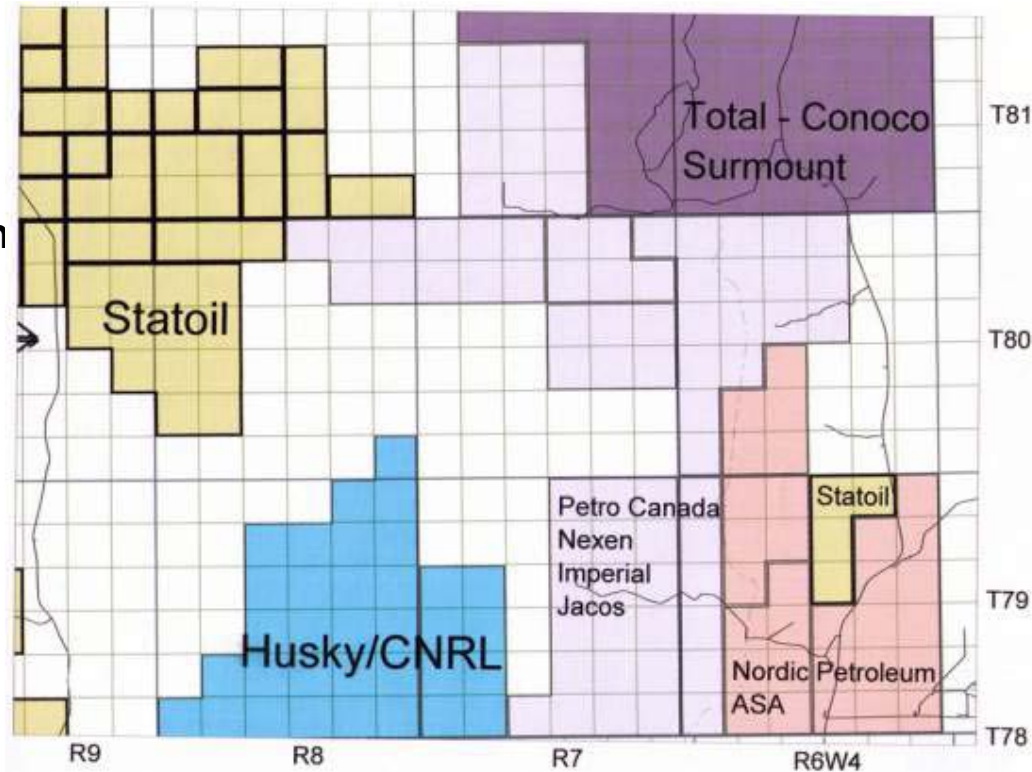 Total - Conoco
Surmount
T81
n
Statoil
T80
Statoil
Petro Canada
Nexen
Imperial
Jacos
T79
Husky/CNRL
Nordic Petroleum
ASA
T78
R9
R8
R7
R6W4